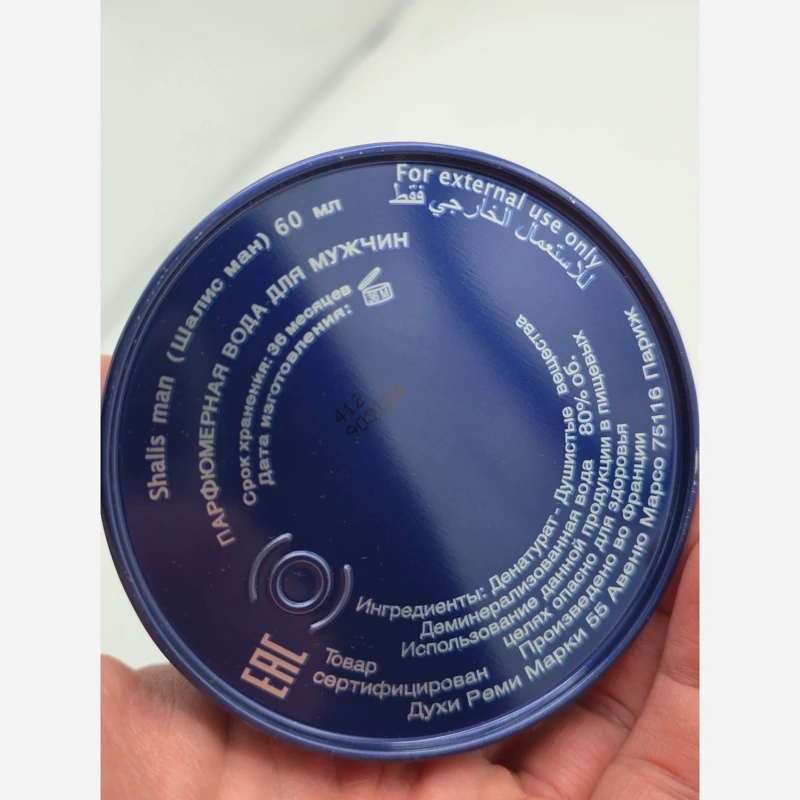 For external use only
للاستعمال الخارجي فقط
Shalis man (Шалис ман) 60 мл
ПАРФЮМЕРНАЯ ВОДА ДЛЯ МУЖЧИН
Срок хранения: 36 месяцев
Дата изготовления:
36 M
412
Ингредиенты: Денатурат - Душистые вещества
Деминерализованная вода 80% об.
Использование данной продукции в пищевых
целях опасно для здоровья
Произведено во Франции
Духи Реми Марки 55 Авеню Марсо 75116 Париж
EAC
Товар
сертифицирован